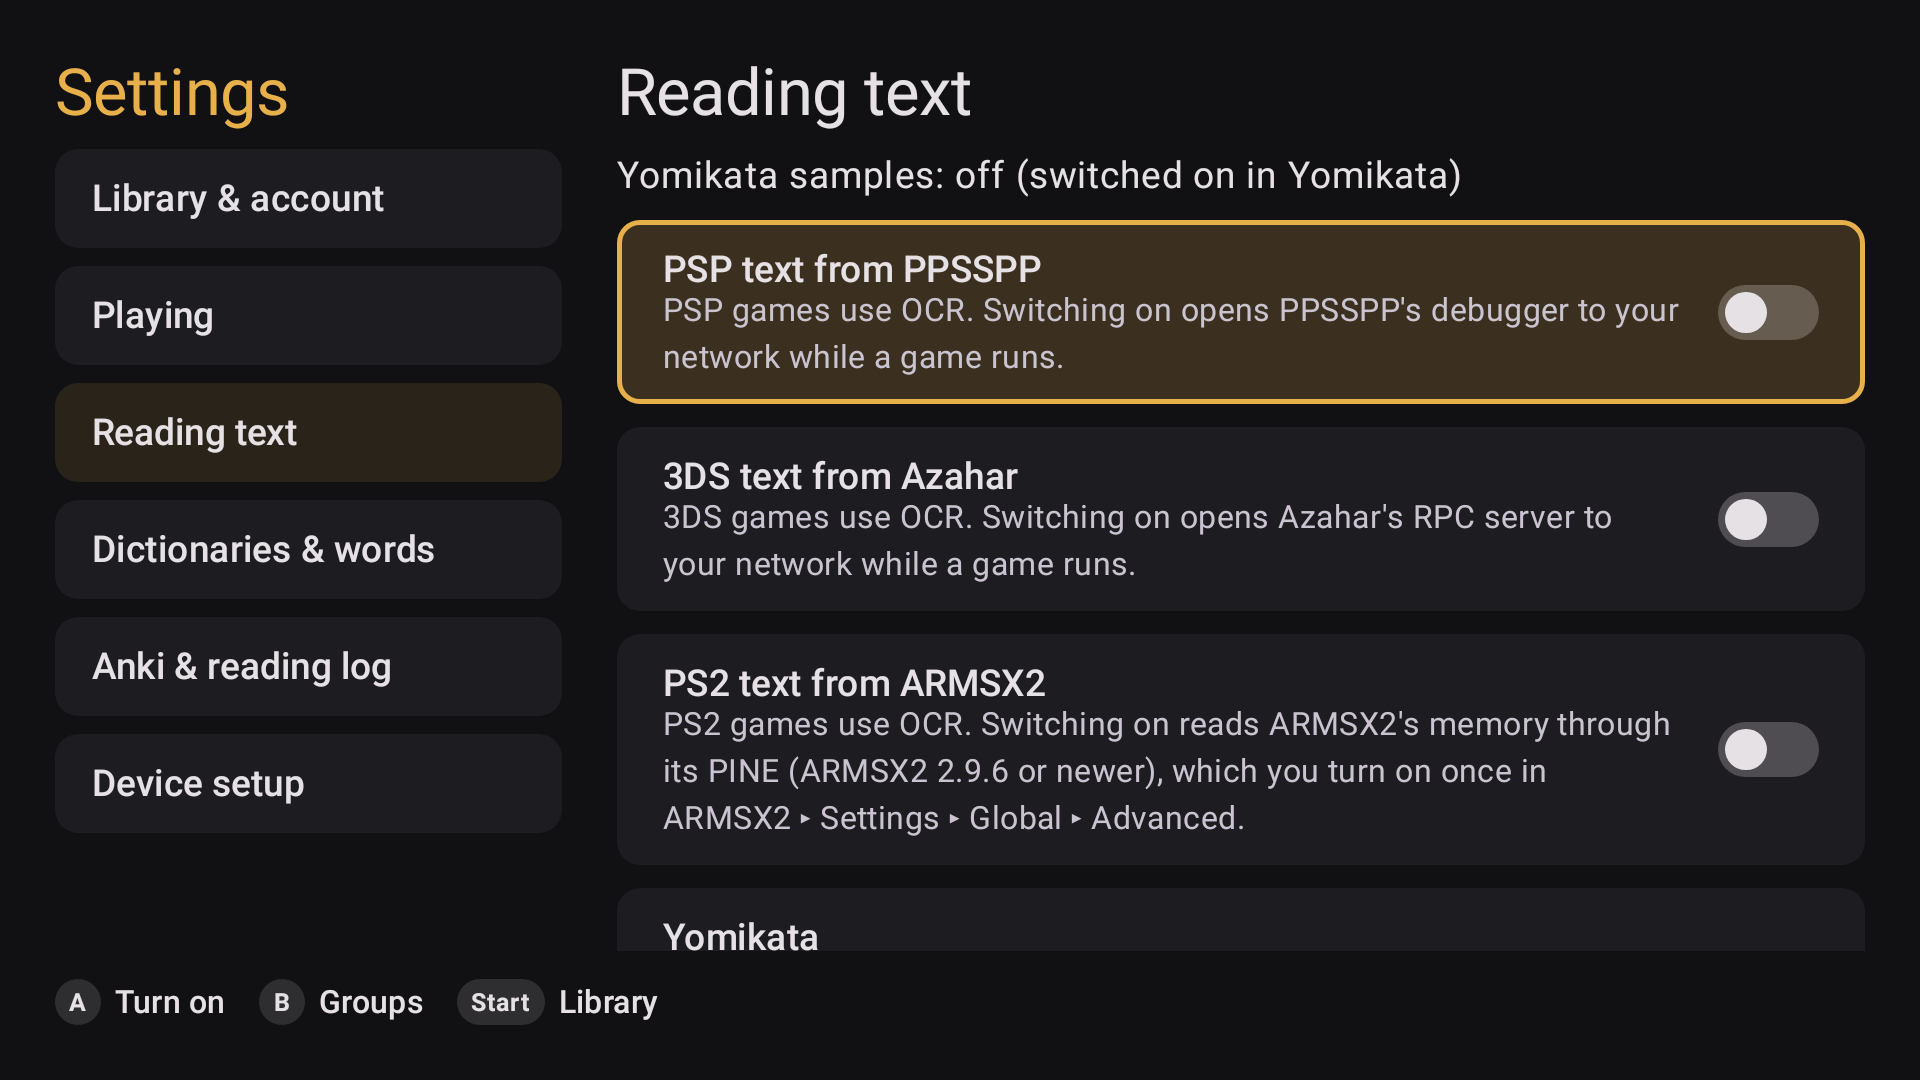 Settings
Library & account
Playing
Reading text
Dictionaries & words
Anki & reading log
Device setup
Reading text
Yomikata samples: off (switched on in Yomikata)
PSP text from PPSSPP
PSP games use OCR. Switching on opens PPSSPP's debugger to your
network while a game runs.
3DS text from Azahar
3DS games use OCR. Switching on opens Azahar's RPC server to
your network while a game runs.
PS2 text from ARMSX2
PS2 games use OCR. Switching on reads ARMSX2's memory through
its PINE (ARMSX2 2.9.6 or newer), which you turn on once in
ARMSX2 ▸ Settings ▸ Global ▸ Advanced.
Yomikata
A Turn on B Groups Start Library